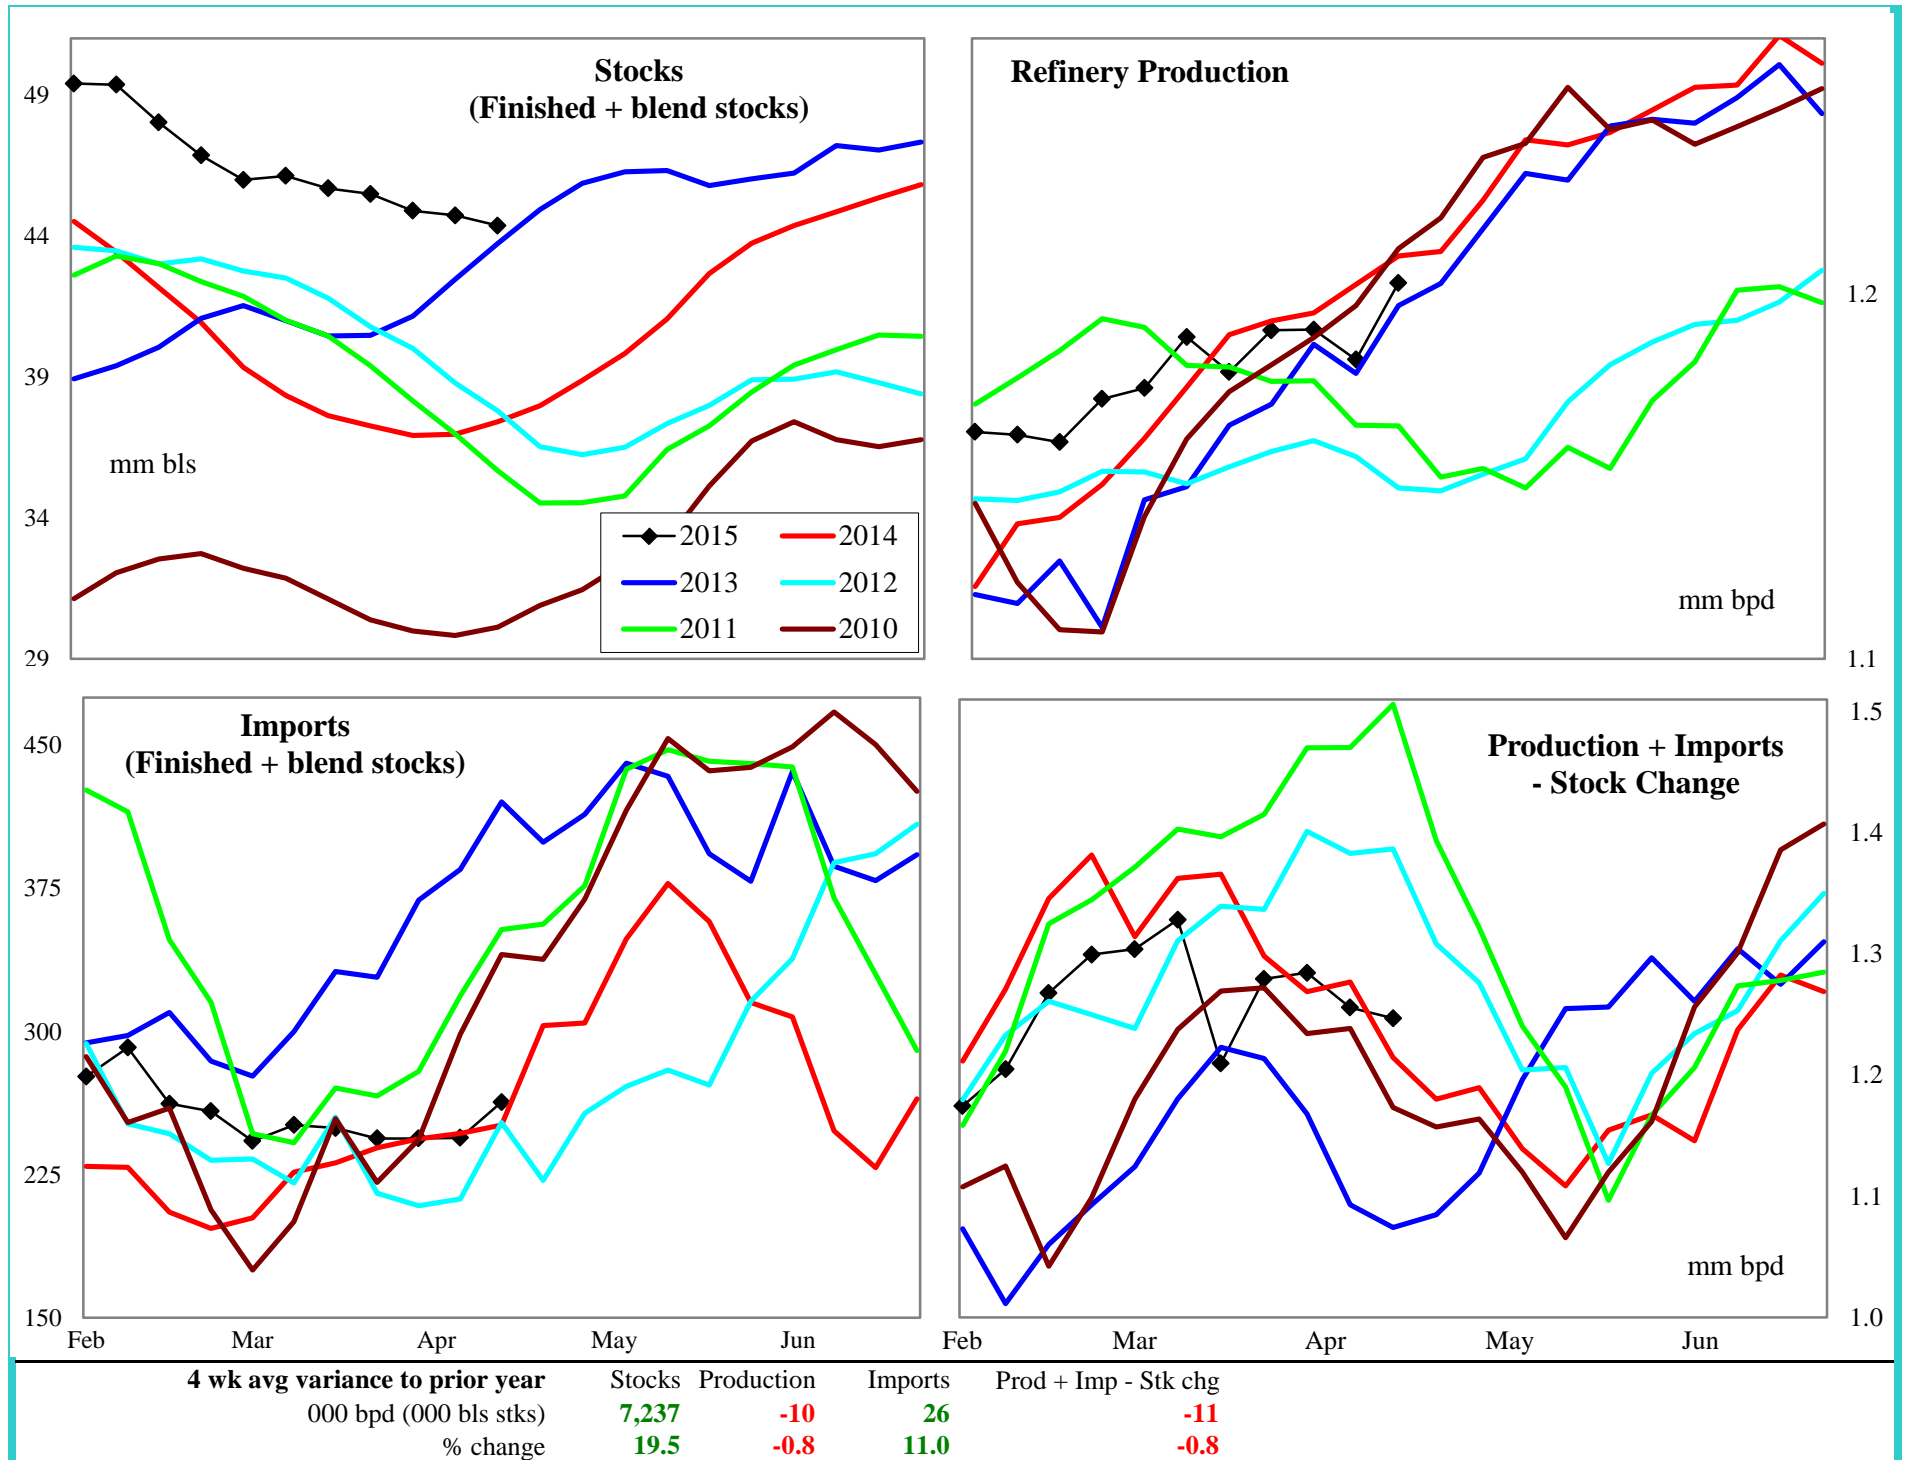 Stocks
(Finished + blend stocks)
49
44
39
34
29
mm bls
2015 2014
2013 2012
2011 2010
Refinery Production
1.2
1.1
mm bpd
Imports
(Finished + blend stocks)
450
375
300
225
150
Feb Mar Apr May Jun
Production + Imports
- Stock Change
1.5
1.4
1.3
1.2
1.1
1.0
mm bpd
Feb Mar Apr May Jun
4 wk avg variance to prior year Stocks Production Imports Prod + Imp - Stk chg
000 bpd (000 bls stks) 7,237 -10 26 -11
% change 19.5 -0.8 11.0 -0.8